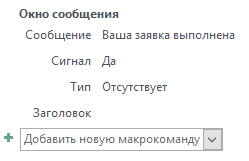 Окно сообщения
Сообщение Ваша заявка выполнена
Сигнал Да
Тип Отсутствует
Заголовок
Добавить новую макрокоманду